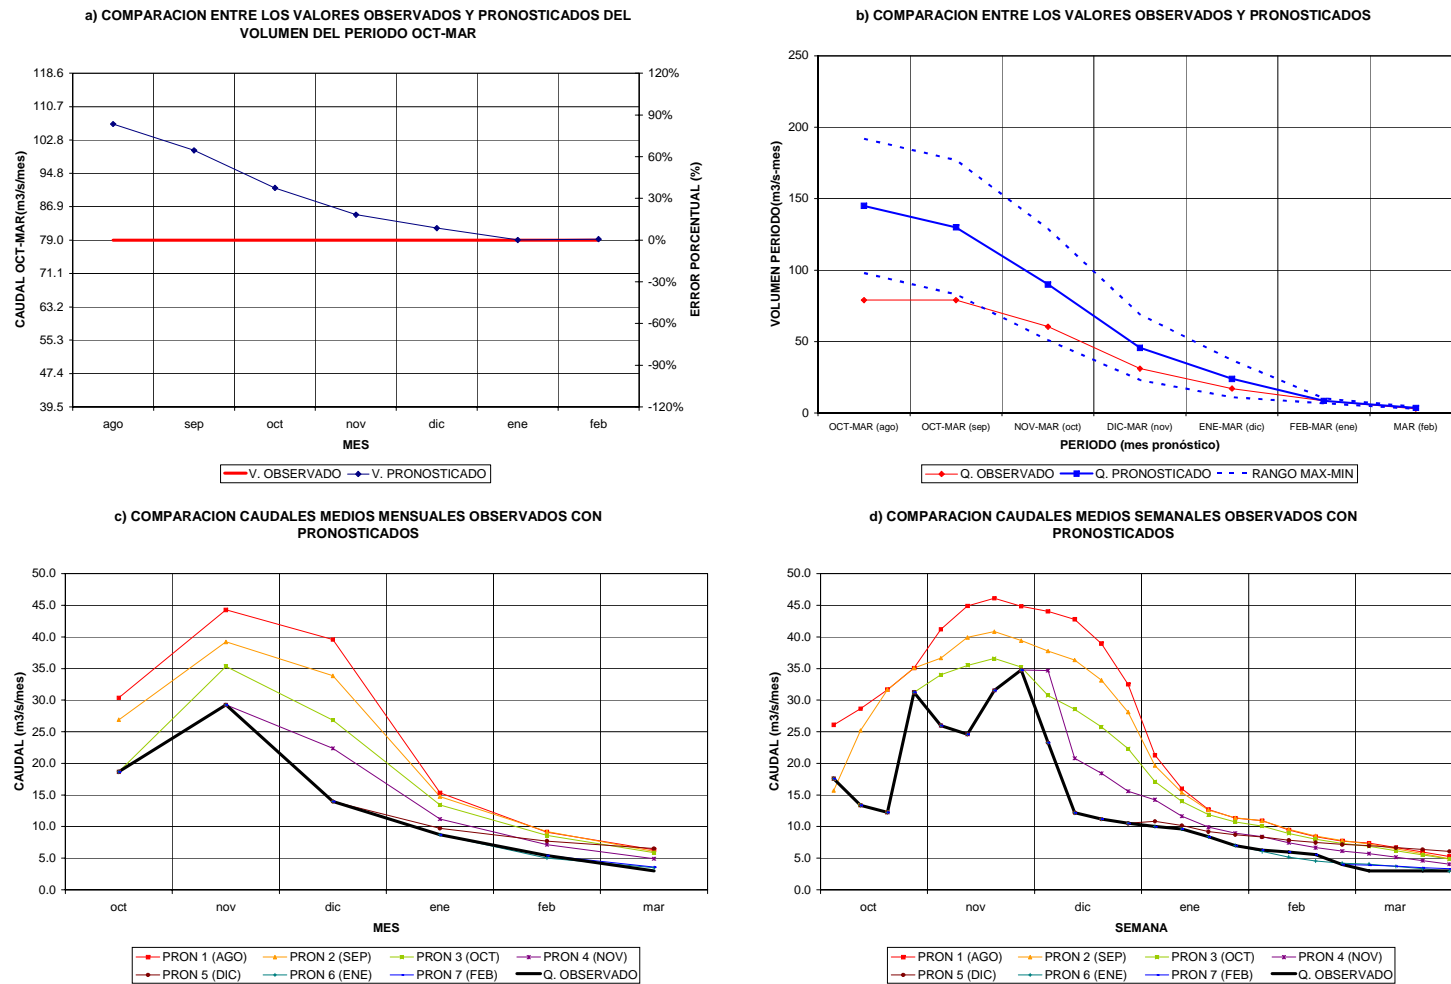 a) COMPARACION ENTRE LOS VALORES OBSERVADOS Y PRONOSTICADOS DEL
VOLUMEN DEL PERIODO OCT-MAR
CAUDAL OCT-MAR(m3/s/mes)
118.6
110.7
102.8
94.8
86.9
79.0
71.1
63.2
55.3
47.4
39.5
120%
90%
60%
30%
0%
-30%
-60%
-90%
-120%
ERROR PORCENTUAL (%)
ago sep oct nov dic ene feb
MES
V. OBSERVADO V. PRONOSTICADO
b) COMPARACION ENTRE LOS VALORES OBSERVADOS Y PRONOSTICADOS
VOLUMEN PERIODO(m3/s-mes)
250
200
150
100
50
0
OCT-MAR (ago) OCT-MAR (sep) NOV-MAR (oct) DIC-MAR (nov) ENE-MAR (dic) FEB-MAR (ene) MAR (feb)
PERIODO (mes pronóstico)
Q. OBSERVADO Q. PRONOSTICADO RANGO MAX-MIN
c) COMPARACION CAUDALES MEDIOS MENSUALES OBSERVADOS CON
PRONOSTICADOS
CAUDAL (m3/s/mes)
50.0
45.0
40.0
35.0
30.0
25.0
20.0
15.0
10.0
5.0
0.0
oct nov dic ene feb mar
MES
PRON 1 (AGO) PRON 2 (SEP) PRON 3 (OCT) PRON 4 (NOV)
PRON 5 (DIC) PRON 6 (ENE) PRON 7 (FEB) Q. OBSERVADO
d) COMPARACION CAUDALES MEDIOS SEMANALES OBSERVADOS CON
PRONOSTICADOS
CAUDAL (m3/s/mes)
50.0
45.0
40.0
35.0
30.0
25.0
20.0
15.0
10.0
5.0
0.0
oct nov dic ene feb mar
SEMANA
PRON 1 (AGO) PRON 2 (SEP) PRON 3 (OCT) PRON 4 (NOV)
PRON 5 (DIC) PRON 6 (ENE) PRON 7 (FEB) Q. OBSERVADO